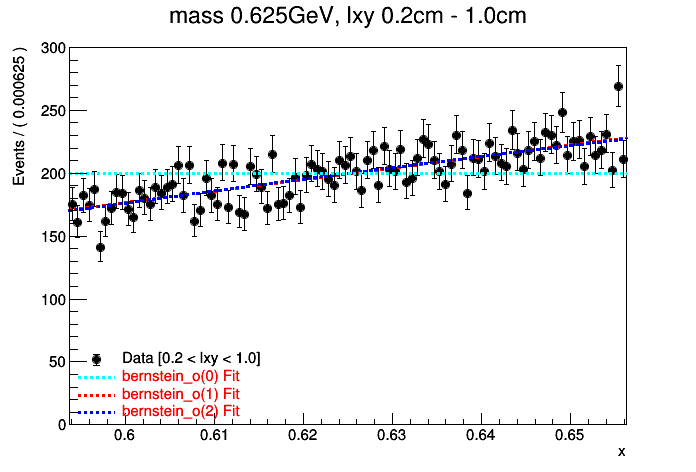 mass 0.625GeV, lxy 0.2cm - 1.0cm
Events / ( 0.000625 )
300
250
200
150
100
50
0
Data [0.2 < lxy < 1.0]
bernstein_o(0) Fit
bernstein_o(1) Fit
bernstein_o(2) Fit
0.6 0.61 0.62 0.63 0.64 0.65
x